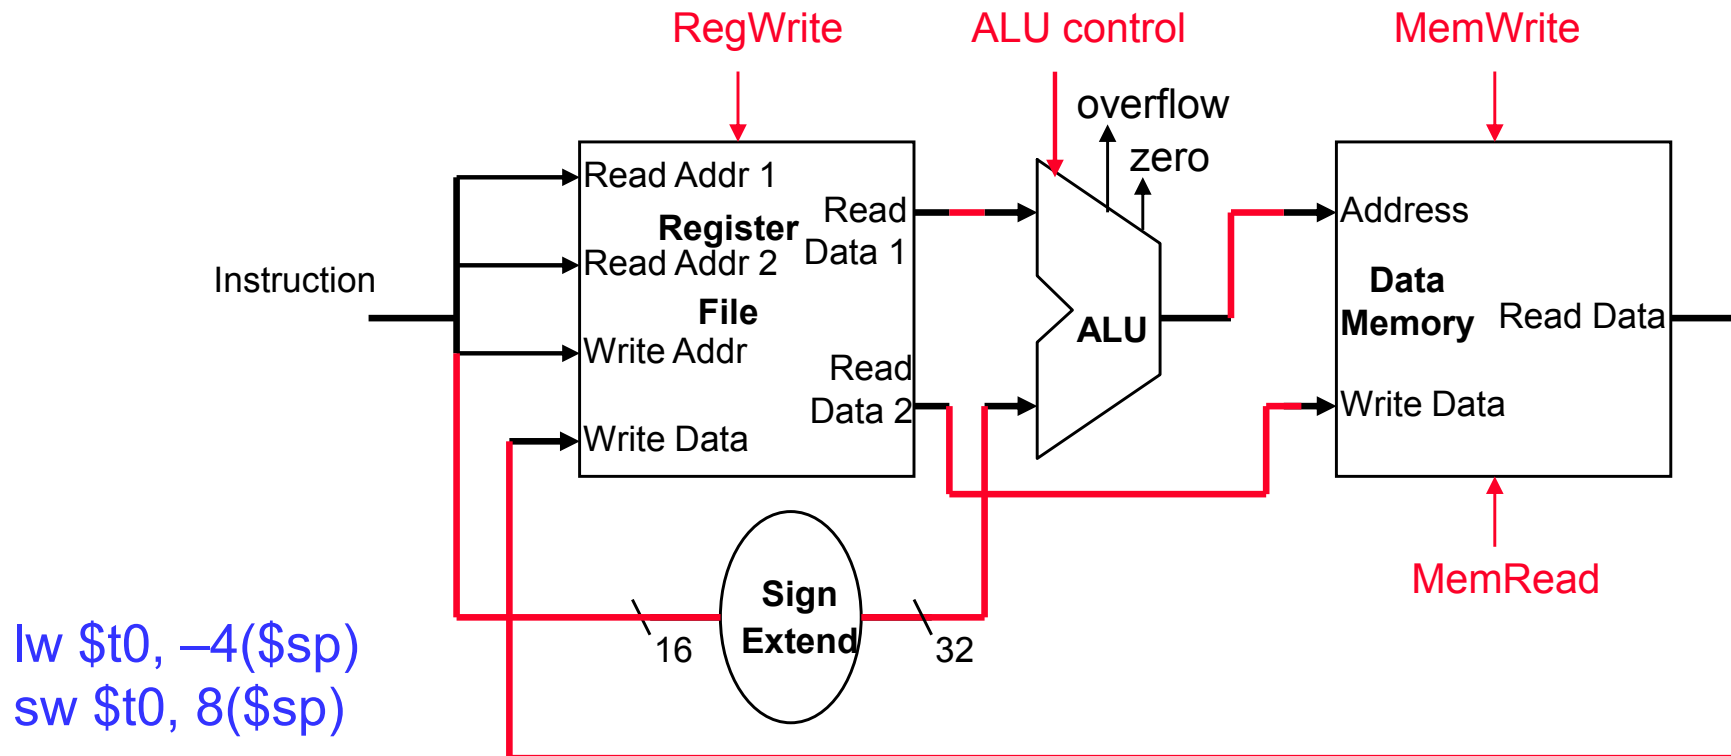 RegWrite
ALU control
MemWrite
overflow
zero
Read Addr 1
Register
Read Addr 2
File
Write Addr
Write Data
Read
Data 1
Read
Data 2
Instruction
ALU
Address
Data
Memory
Read Data
Write Data
MemRead
Sign
Extend
16
32
lw $t0, –4($sp)
sw $t0, 8($sp)